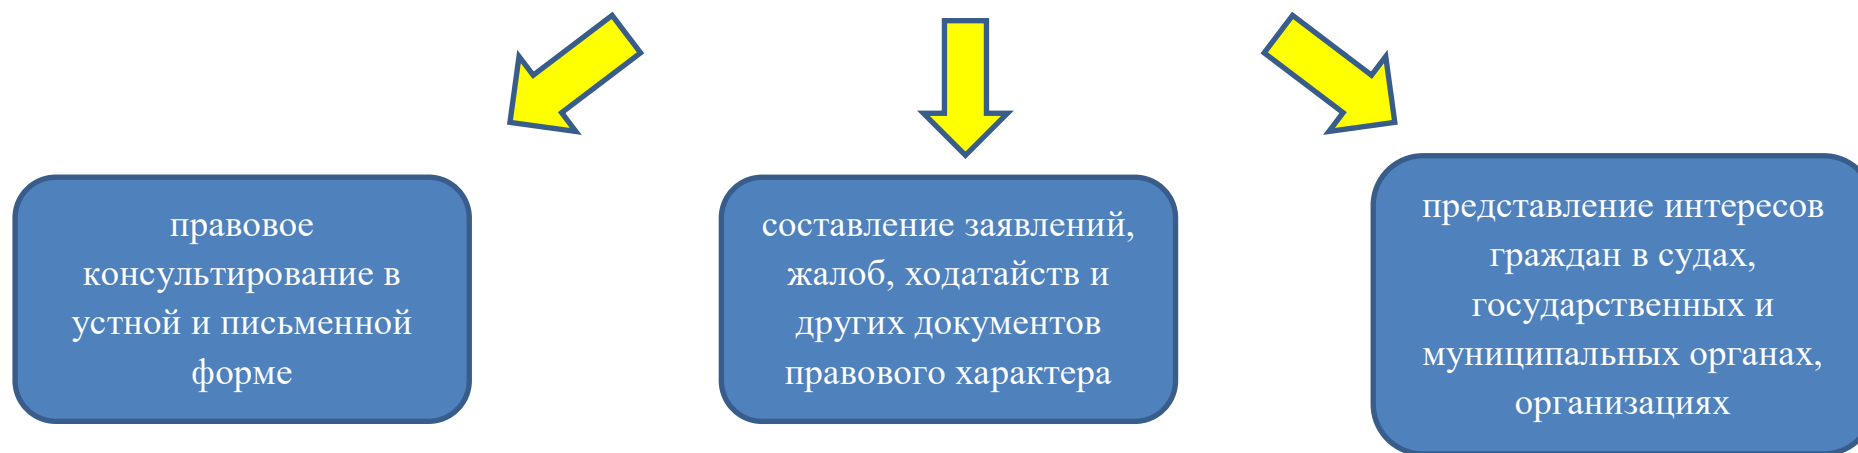 правовое
консультирование в
устной и письменной
форме
составление заявлений,
жалоб, ходатайств и
других документов
правового характера
представление интересов
граждан в судах,
государственных и
муниципальных органах,
организациях